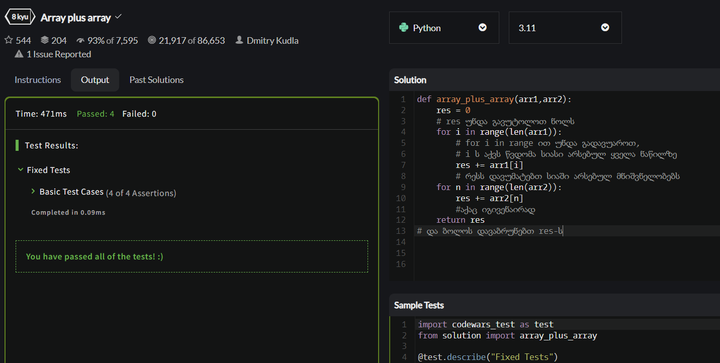 8 kyu Array plus array
544 204 93% of 7,595 21,917 of 86,653 Dmitry Kudla
1 Issue Reported
Python 3.11
Instructions Output Past Solutions
Time: 471ms Passed: 4 Failed: 0
Test Results:
Fixed Tests
Basic Test Cases (4 of 4 Assertions)
Completed in 0.09ms
You have passed all of the tests! :)
Solution
1 def array_plus_array(arr1,arr2):
2 res = 0
3 # res უნდა გავუტოლოთ ნოლს
4 for i in range(len(arr1)):
5 # for i in range ით უნდა გადავუაროთ,
6 # i ს აქვს წვდომა სიასი არსებულ ყველა ნაწილზე
7 res += arr1[i]
8 # რესს დავუმატებთ სიაში არსებულ მნიშვნელობებს
9 for n in range(len(arr2)):
10 res += arr2[n]
11 #აქაც იგივენაირად
12 return res
13 # და ბოლოს დავაბრუნებთ res-ს
14
15
16
Sample Tests
1 import codewars_test as test
2 from solution import array_plus_array
3
4 @test.describe("Fixed Tests")